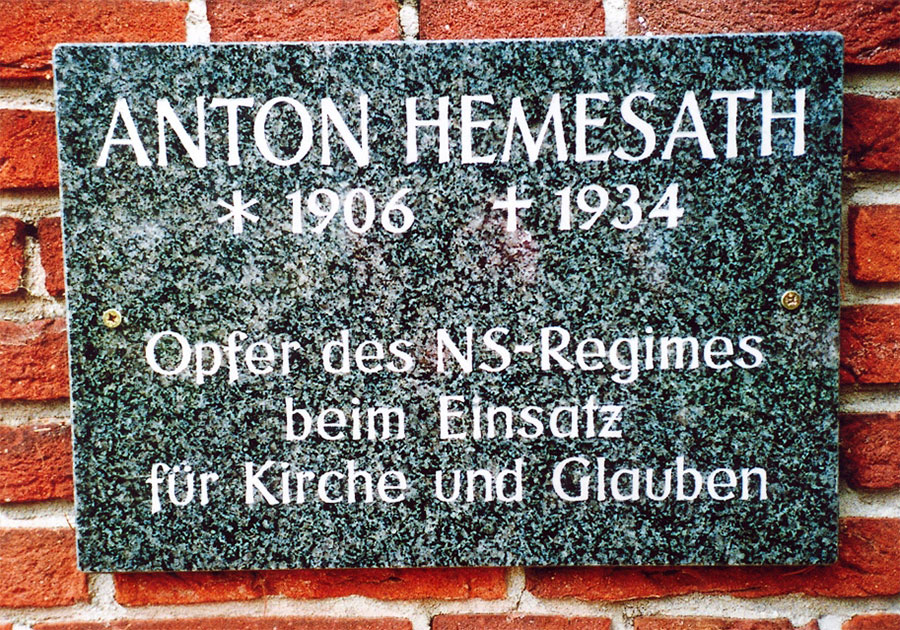 ANTON HEMESATH
* 1906 † 1934
Opfer des NS-Regimes
beim Einsatz
für Kirche und Glauben